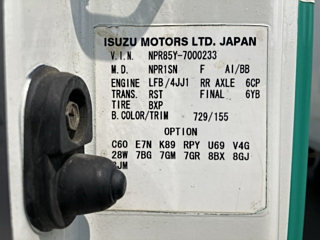 ISUZU MOTORS LTD. JAPAN
V.I.N. NPR85Y-7000233
M.D. NPR1SN F A1/BB
ENGINE LFB/4JJ1 RR AXLE 6CP
TRANS. RST FINAL 6YB
TIRE BXP
B.COLOR/TRIM 729/155
OPTION
C60 E7N K89 RPY U69 V4G
28W 7BG 7GM 7GR 8BX 8GJ